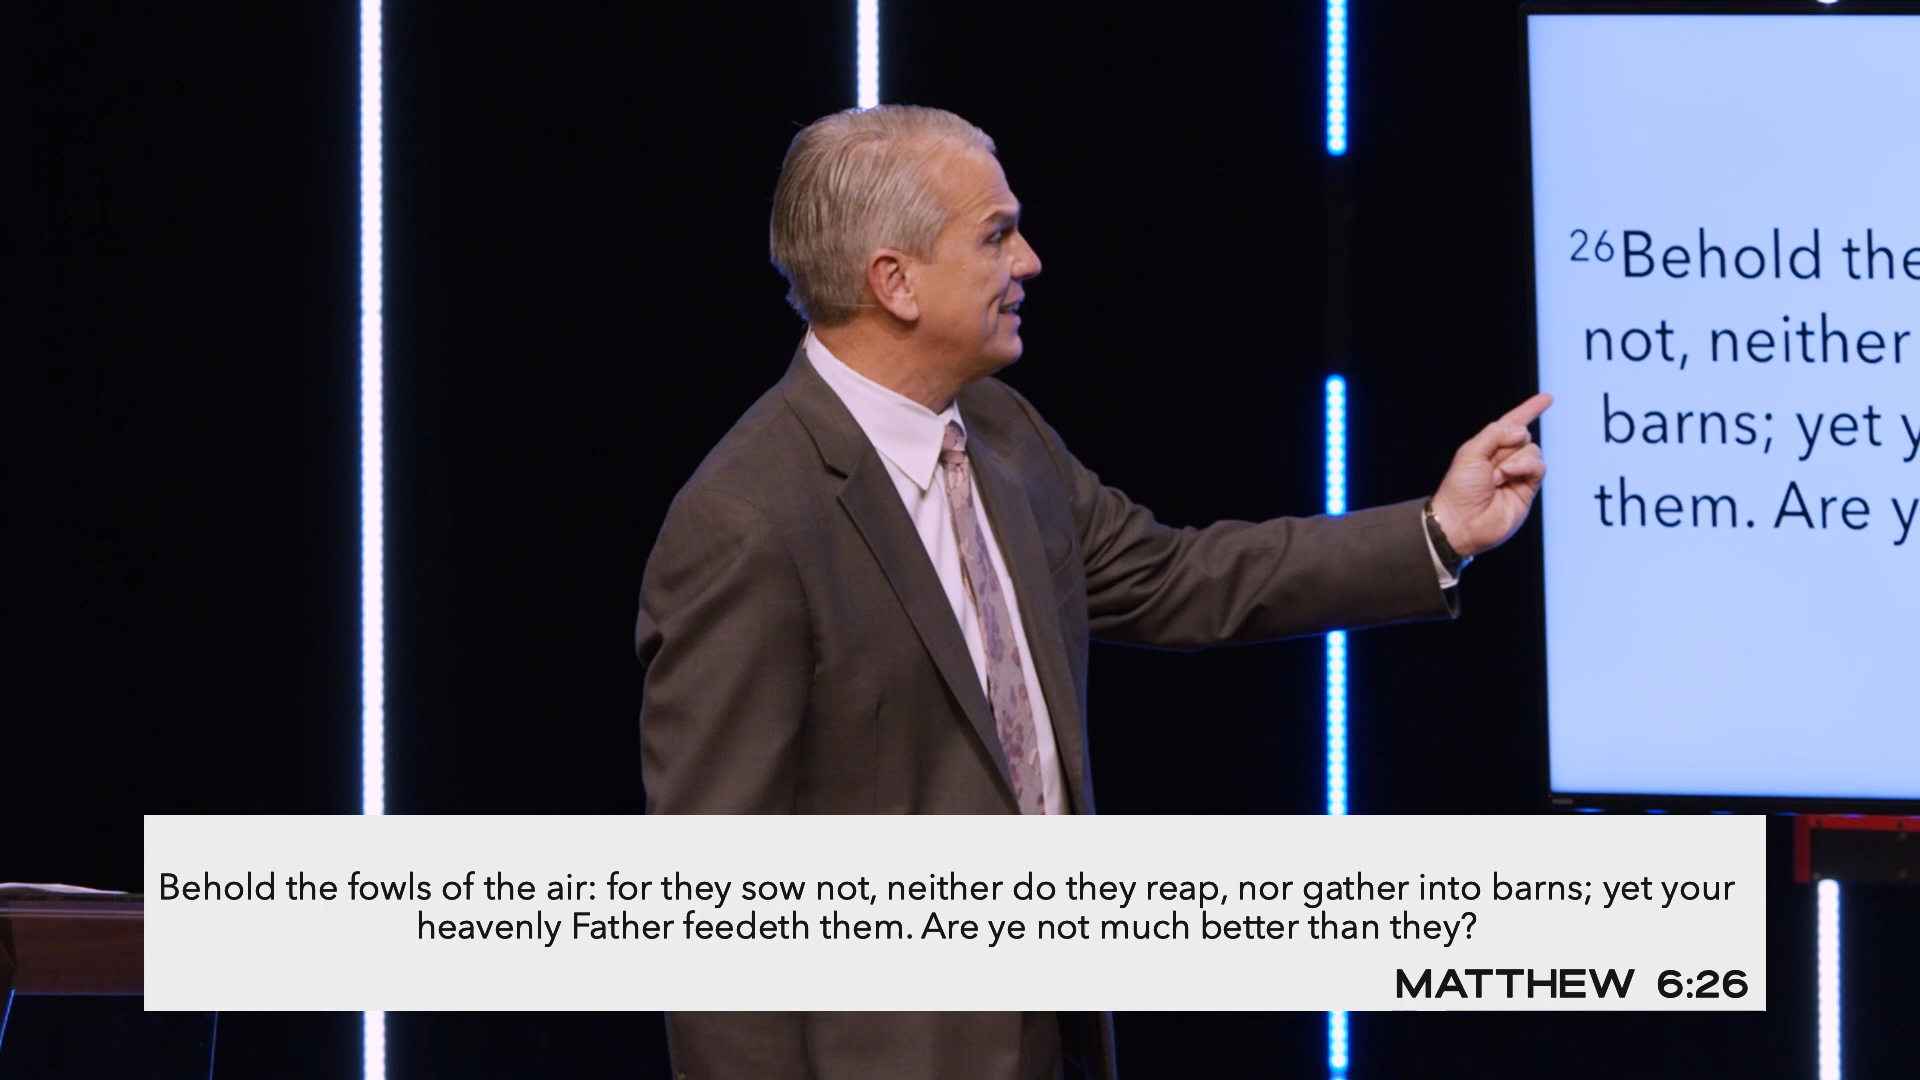 26Behold the
not, neither
barns; yet y
them. Are y
Behold the fowls of the air: for they sow not, neither do they reap, nor gather into barns; yet your
heavenly Father feedeth them. Are ye not much better than they?
MATTHEW 6:26